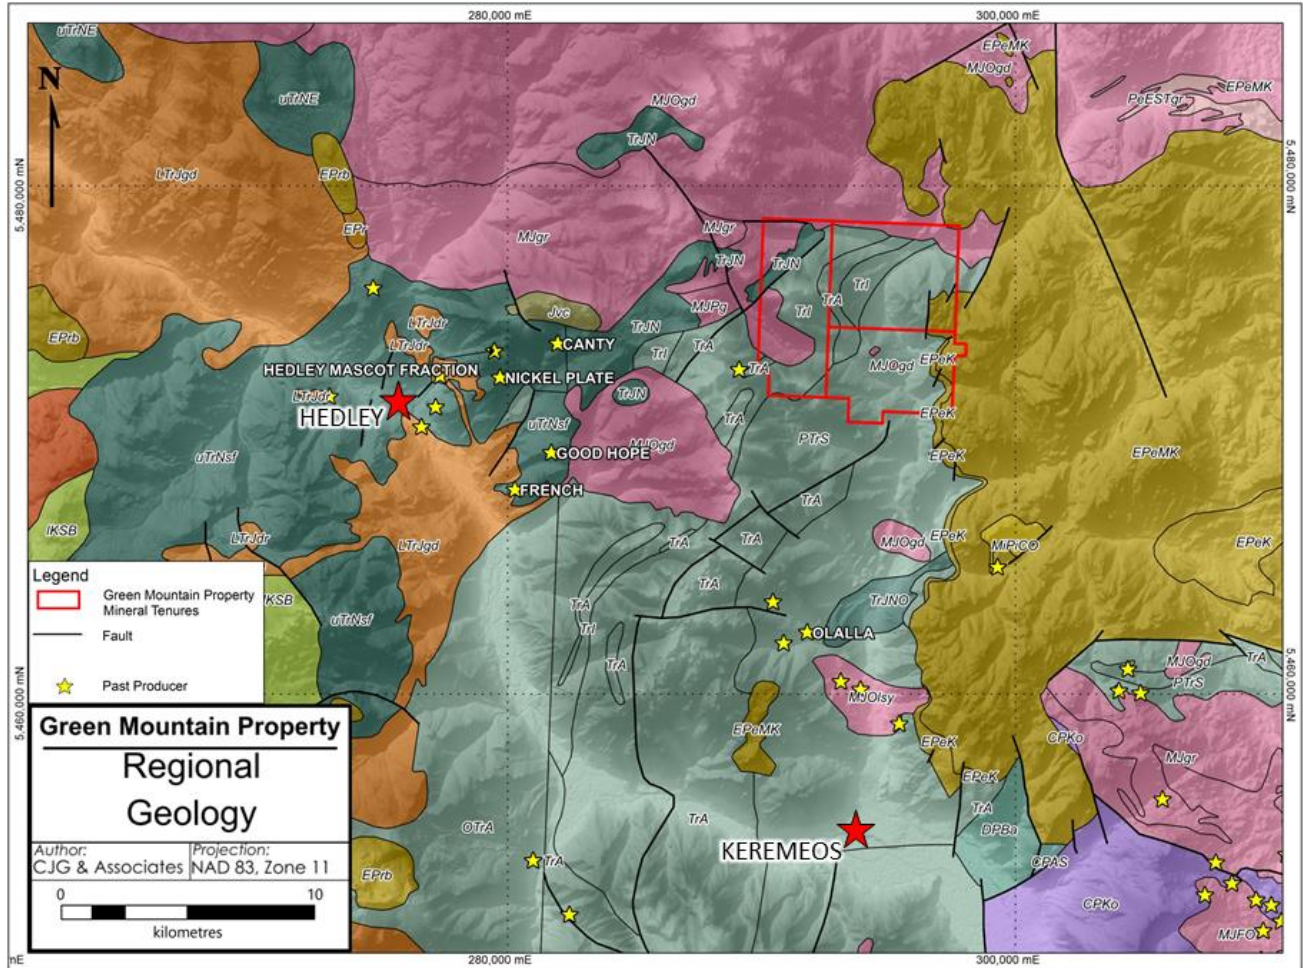 280,000 mE
300,000 mE
uTrNE
EPeMK
MJOgd
N
uTrNE
MJOgd
PeESTgr
EPeMK
TrJN
5,480,000 mN
LTrJgd
EPrb
5,480,000 mN
EPr
MJgr
MJgr
TrJN
TrJN
TrI
MJPg
TrA
TrI
Jvc
EPrb
LTrJdr
TrJN
LTrJdr
CANTY
TrI
TrA
HEDLEY MASCOT FRACTION
NICKEL PLATE
TrA
MJOgd
EPeK
LTrJdr
TrJN
HEDLEY
EPeK
uTrNsf
TrA
uTrNsf
MJOgd
PTrS
GOOD HOPE
EPeK
EPeMK
FRENCH
TrA
lKSB
LTrJdr
LTrJgd
TrA
TrA
MJOgd
EPeK
MiPiCO
EPeK
Legend
Green Mountain Property
Mineral Tenures
Fault
Past Producer
KSB
uTrNsf
TrA
TrA
TrI
TrJNO
OLALLA
TrA
MJOgd
TrA
PTrS
5,460,000 mN
MJOlsy
5,460,000 mN
EPeMK
EPeK
CPKo
MJgr
EPeK
TrA
Green Mountain Property
Regional
Geology
OTrA
TrA
DPBa
KEREMEOS
Author:
CJG & Associates
Projection:
NAD 83, Zone 11
TrA
CPAS
EPrb
CPKo
0
10
kilometres
MJFO
mE
280,000 mE
300,000 mE